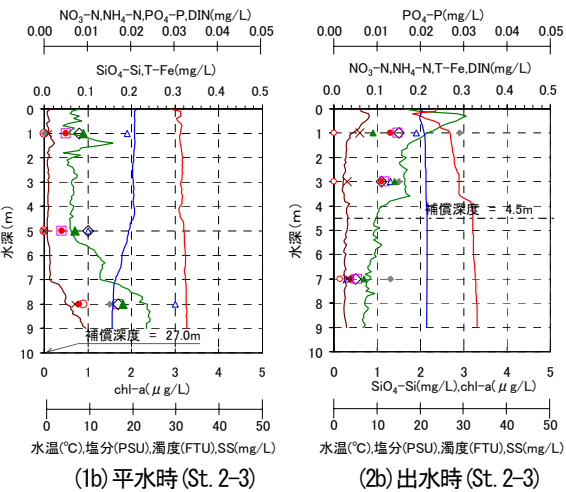 NO₃-N,NH₄-N,PO₄-P,DIN(mg/L)
0.00 0.01 0.02 0.03 0.04 0.05
SiO₄-Si,T-Fe(mg/L)
0.0 0.1 0.2 0.3 0.4 0.5
0
1
2
3
4
5
6
7
8
9
10
水深(m)
補償深度 = 27.0m
0 1 2 3 4 5
chl-a(μg/L)
0 10 20 30 40 50
水温(℃),塩分(PSU),濁度(FTU),SS(mg/L)
(1b)平水時(St.2-3)
PO₄-P(mg/L)
0.00 0.01 0.02 0.03 0.04 0.05
NO₃-N,NH₄-N,T-Fe,DIN(mg/L)
0.0 0.1 0.2 0.3 0.4 0.5
0
1
2
3
4
5
6
7
8
9
10
水深(m)
補償深度 = 4.5m
0 1 2 3 4 5
SiO₄-Si(mg/L),chl-a(μg/L)
0 10 20 30 40 50
水温(℃),塩分(PSU),濁度(FTU),SS(mg/L)
(2b)出水時(St.2-3)